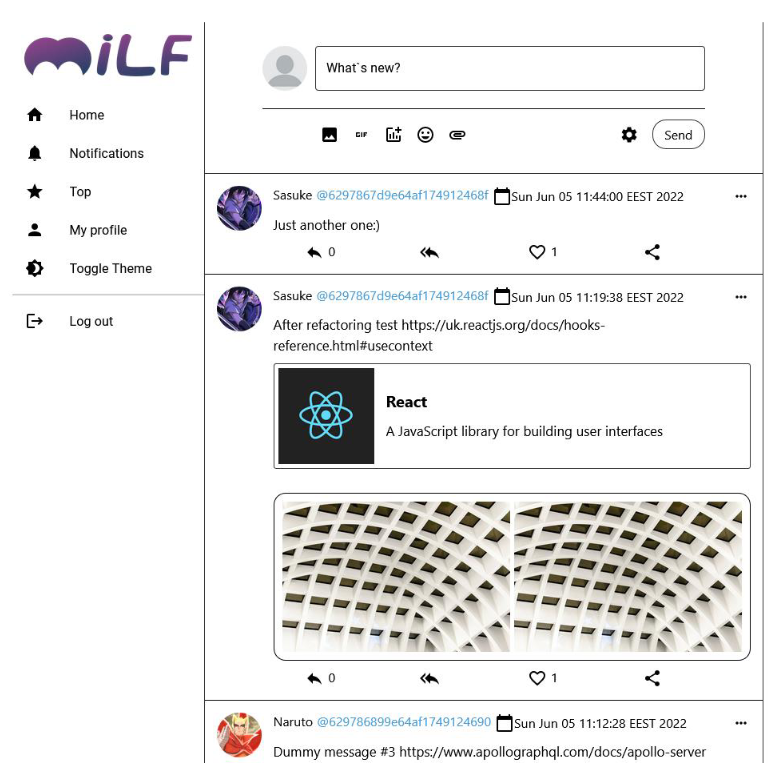 MILF
What`s new?
Home
GIF
Send
Notifications
Top
Sasuke @6297867d9e64af174912468f Sun Jun 05 11:44:00 EEST 2022
My profile
Just another one:)
0 1
Toggle Theme
Sasuke @6297867d9e64af174912468f Sun Jun 05 11:19:38 EEST 2022
Log out
After refactoring test https://uk.reactjs.org/docs/hooks-
reference.html#usecontext
React
A JavaScript library for building user interfaces
0 1
Naruto @629786899e64af1749124690 Sun Jun 05 11:12:28 EEST 2022
Dummy message #3 https://www.apollographql.com/docs/apollo-server